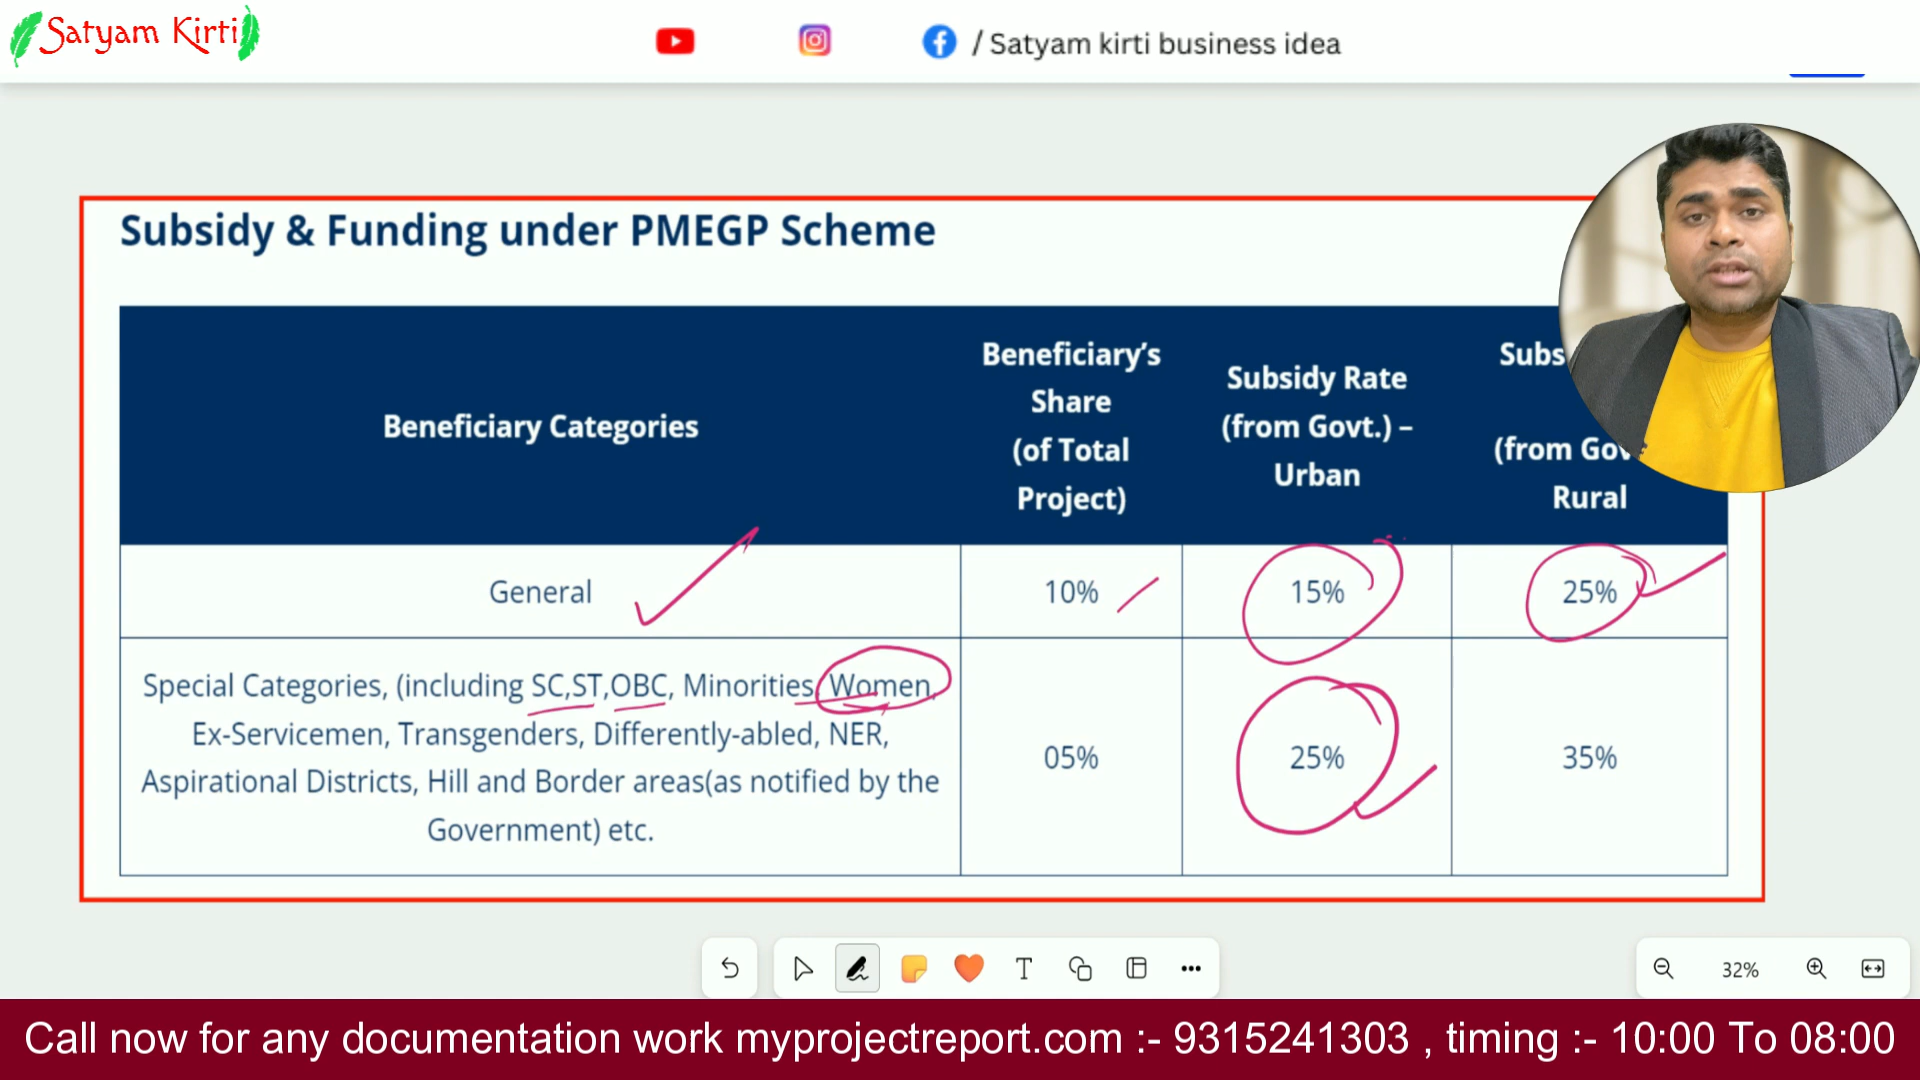 Satyam Kirti
/ Satyam kirti business idea
Subsidy & Funding under PMEGP Scheme
Beneficiary Categories
Beneficiary’s
Share
(of Total
Project)
Subsidy Rate
(from Govt.) –
Urban
(from
Rural
General
10%
15%
25%
Special Categories, (including SC,ST,OBC, Minorities, Women,
Ex-Servicemen, Transgenders, Differently-abled, NER,
Aspirational Districts, Hill and Border areas(as notified by the
Government) etc.
05%
25%
35%
32%
Call now for any documentation work myprojectreport.com :- 9315241303 , timing :- 10:00 To 08:00